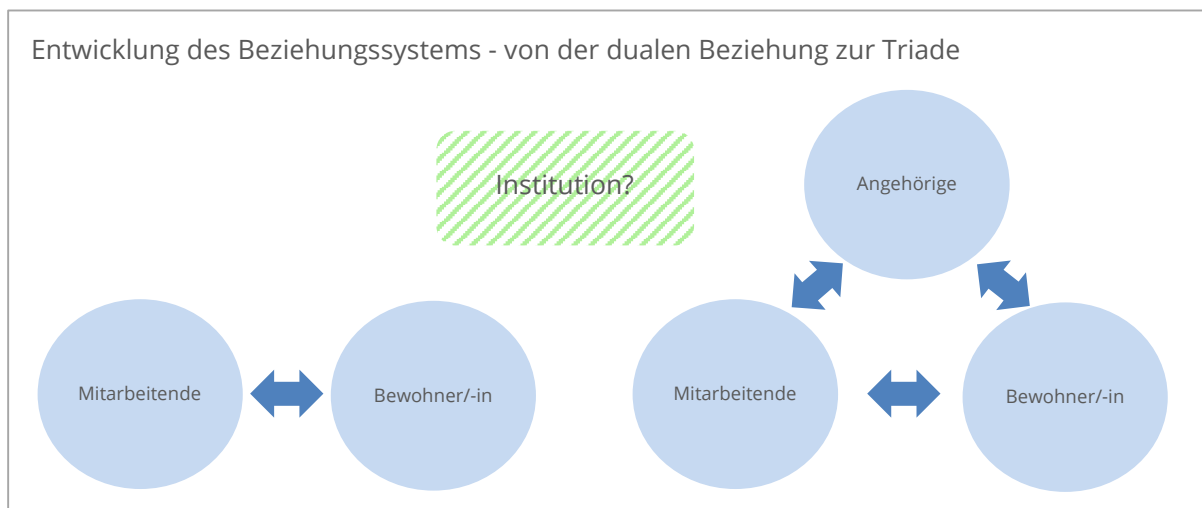 Entwicklung des Beziehungssystems - von der dualen Beziehung zur Triade
Institution?
Angehörige
Mitarbeitende
Bewohner/-in
Mitarbeitende
Bewohner/-in